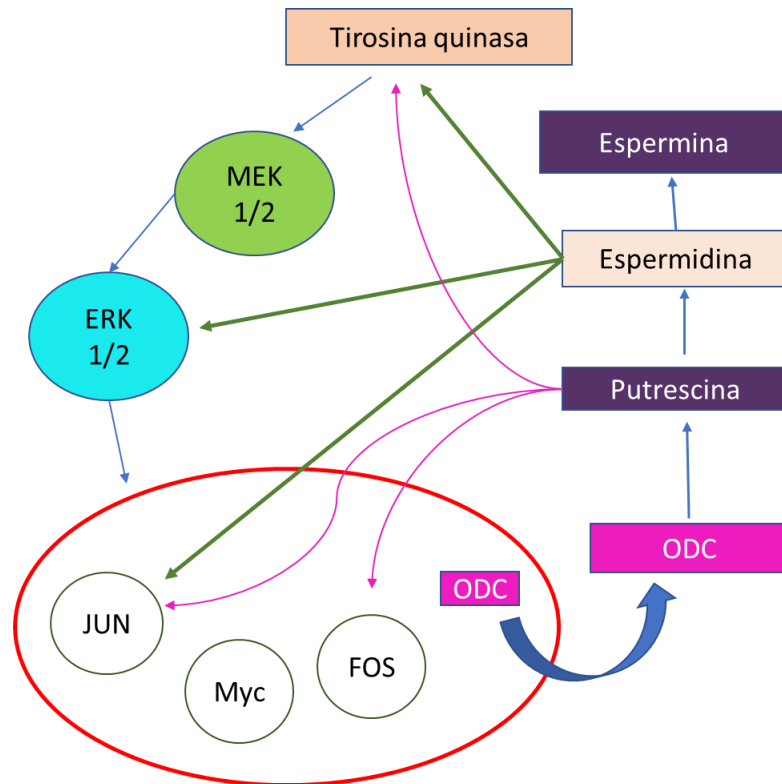 Tirosina quinasa
Espermina
MEK
1/2
Espermidina
ERK
1/2
Putrescina
ODC
ODC
JUN
FOS
Myc